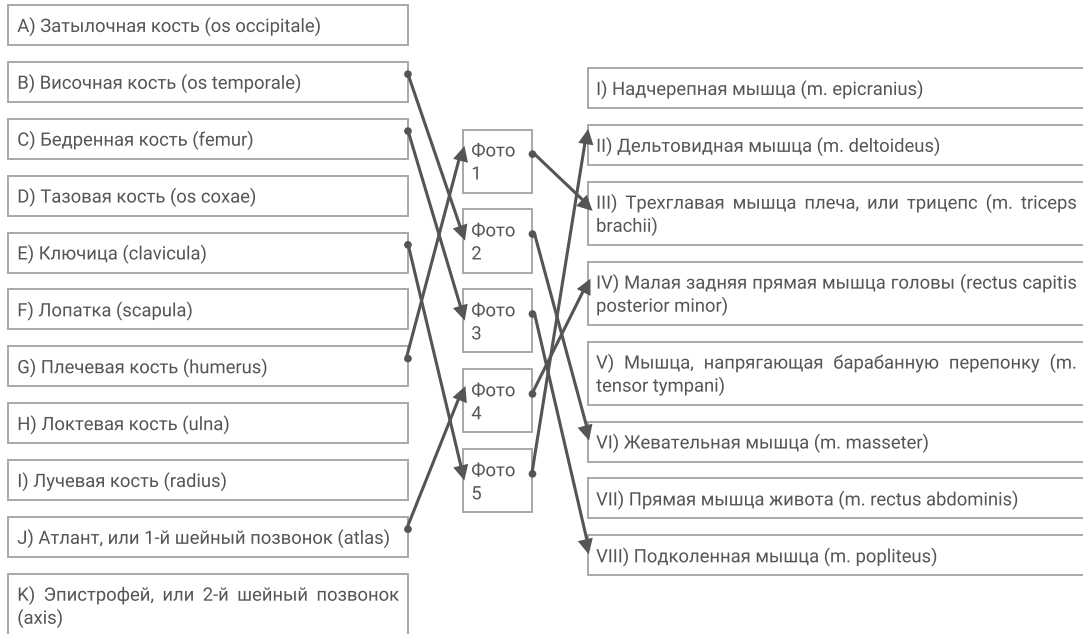 A) Затылочная кость (os occipitale)
B) Височная кость (os temporale)
C) Бедренная кость (femur)
D) Тазовая кость (os coxae)
E) Ключица (clavicula)
F) Лопатка (scapula)
G) Плечевая кость (humerus)
H) Локтевая кость (ulna)
I) Лучевая кость (radius)
J) Атлант, или 1-й шейный позвонок (atlas)
K) Эпистрофей, или 2-й шейный позвонок
(axis)
Фото
1
Фото
2
Фото
3
Фото
4
Фото
5
I) Надчерепная мышца (m. epicranius)
II) Дельтовидная мышца (m. deltoideus)
III) Трехглавая мышца плеча, или трицепс (m. triceps
brachii)
IV) Малая задняя прямая мышца головы (rectus capitis
posterior minor)
V) Мышца, напрягающая барабанную перепонку (m.
tensor tympani)
VI) Жевательная мышца (m. masseter)
VII) Прямая мышца живота (m. rectus abdominis)
VIII) Подколенная мышца (m. popliteus)